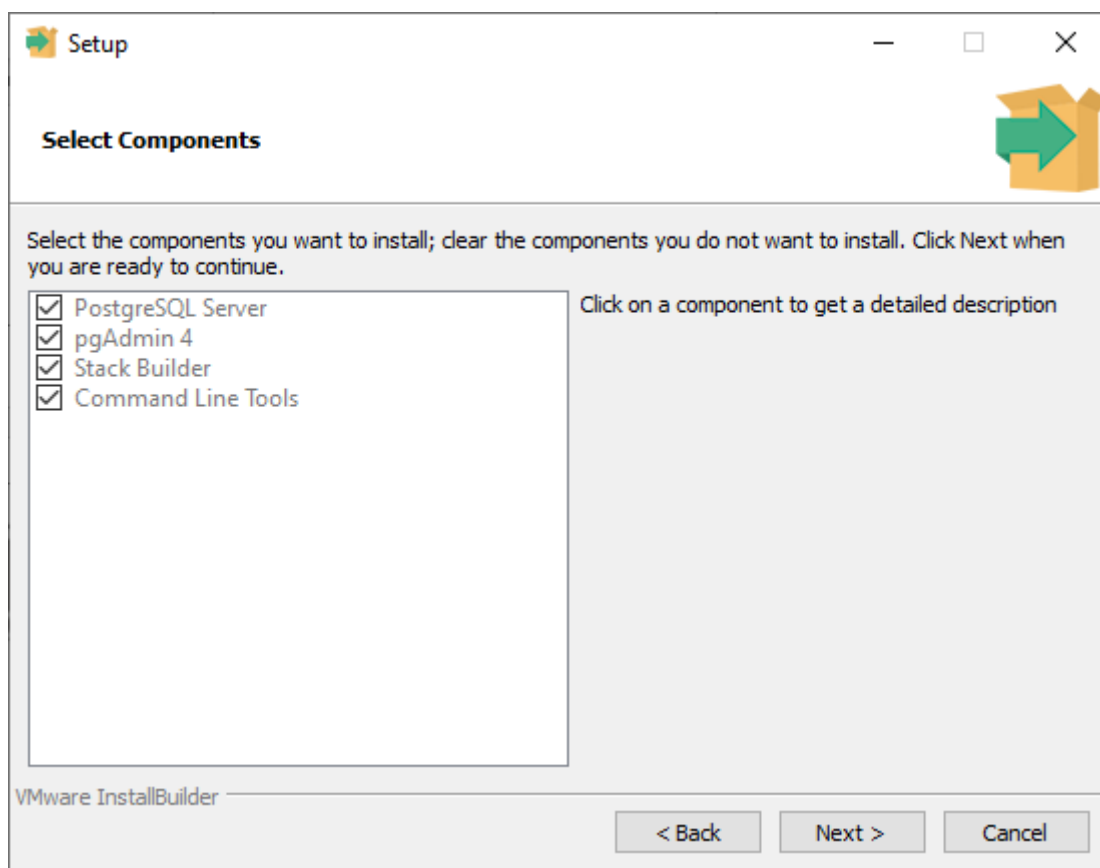 Setup
Select Components
Select the components you want to install; clear the components you do not want to install. Click Next when
you are ready to continue.
PostgreSQL Server
pgAdmin 4
Stack Builder
Command Line Tools
Click on a component to get a detailed description
VMware InstallBuilder
< Back
Next >
Cancel